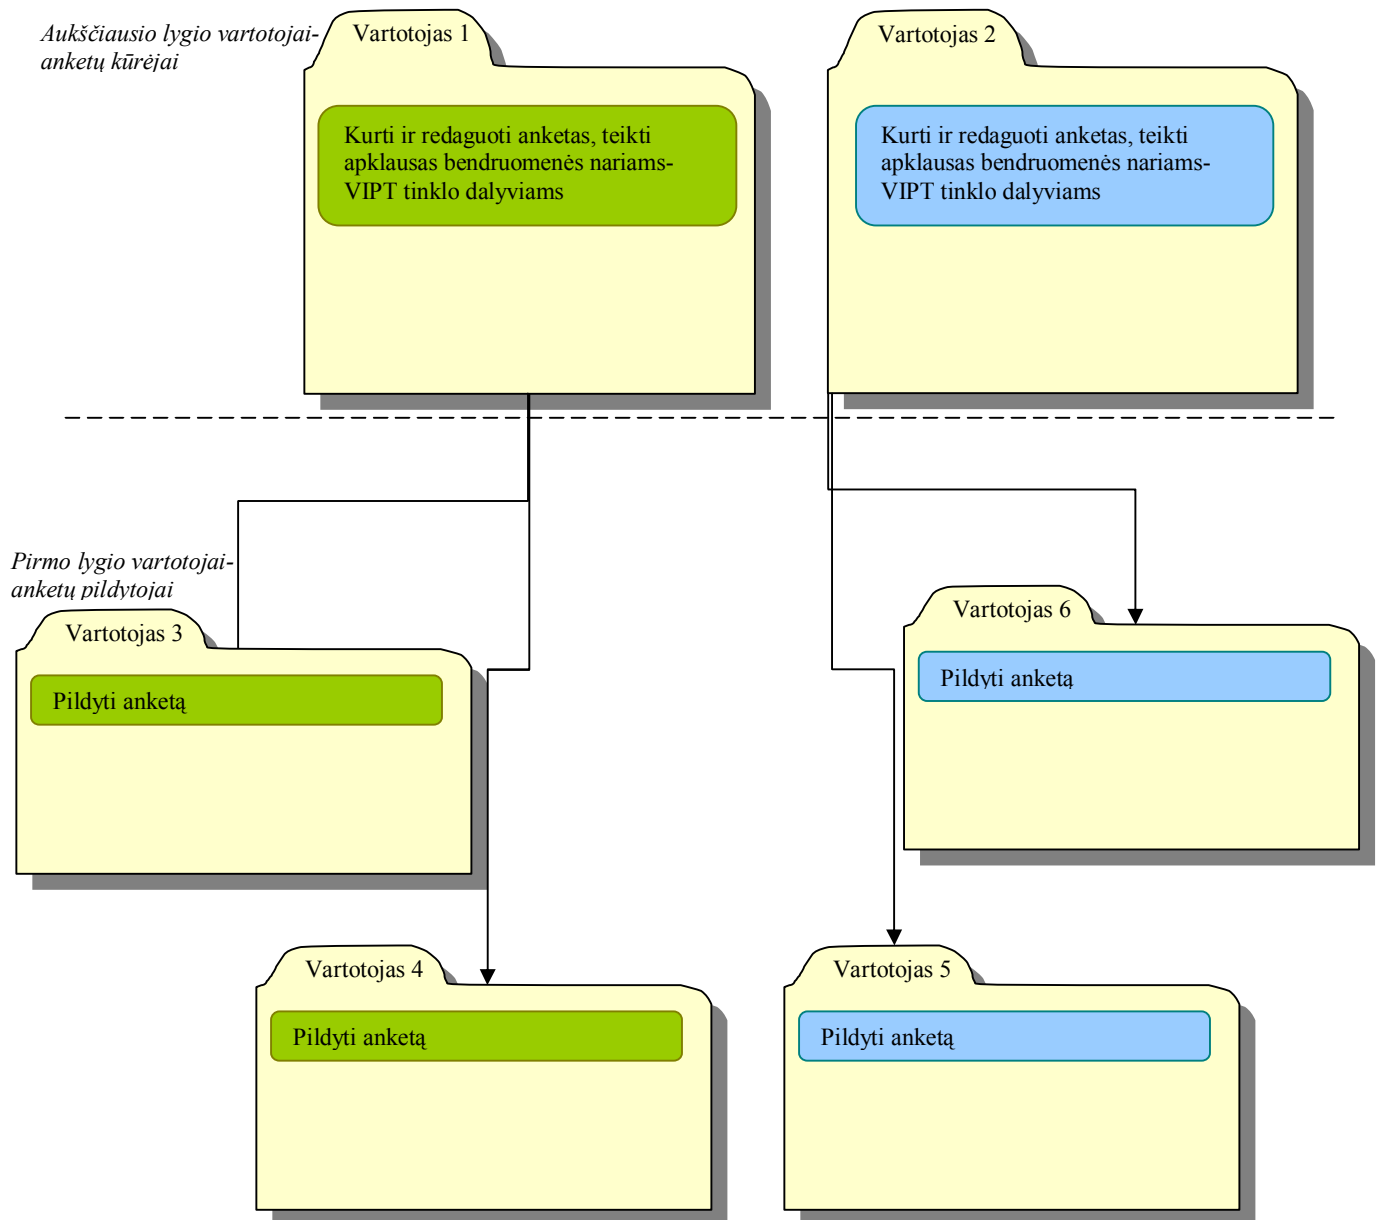 Aukščiausio lygio vartotojai-
anketų kūrėjai
Vartotojas 1
Vartotojas 2
Kurti ir redaguoti anketas, teikti
apklausas bendruomenės nariams-
VIPT tinklo dalyviams
Kurti ir redaguoti anketas, teikti
apklausas bendruomenės nariams-
VIPT tinklo dalyviams
Pirmo lygio vartotojai-
anketų pildytojai
Vartotojas 3
Pildyti anketą
Vartotojas 6
Pildyti anketą
Vartotojas 4
Pildyti anketą
Vartotojas 5
Pildyti anketą